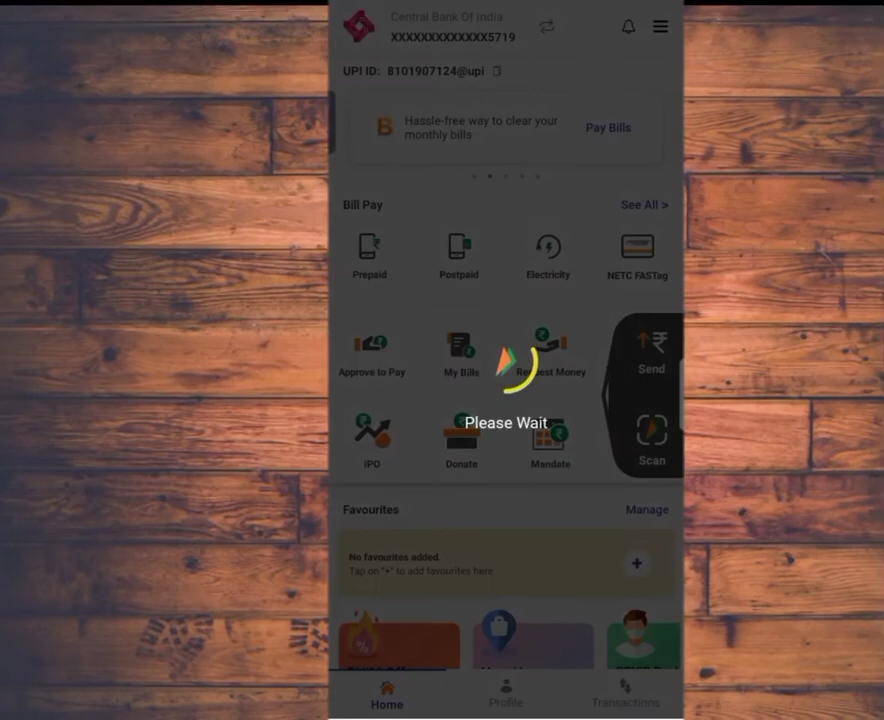 Central Bank Of India
XXXXXXXXXXXXX5719
UPI ID: 8101907124@upi
B Hassle-free way to clear your
monthly bills
Pay Bills
Bill Pay
See All >
Prepaid
Postpaid
Electricity
NETC FASTag
Approve to Pay
My Bills
Request Money
Send
Please Wait
IPO
Donate
Mandate
Scan
Favourites
Manage
No favourites added.
Tap on "+" to add favourites here
Home
Profile
Transactions